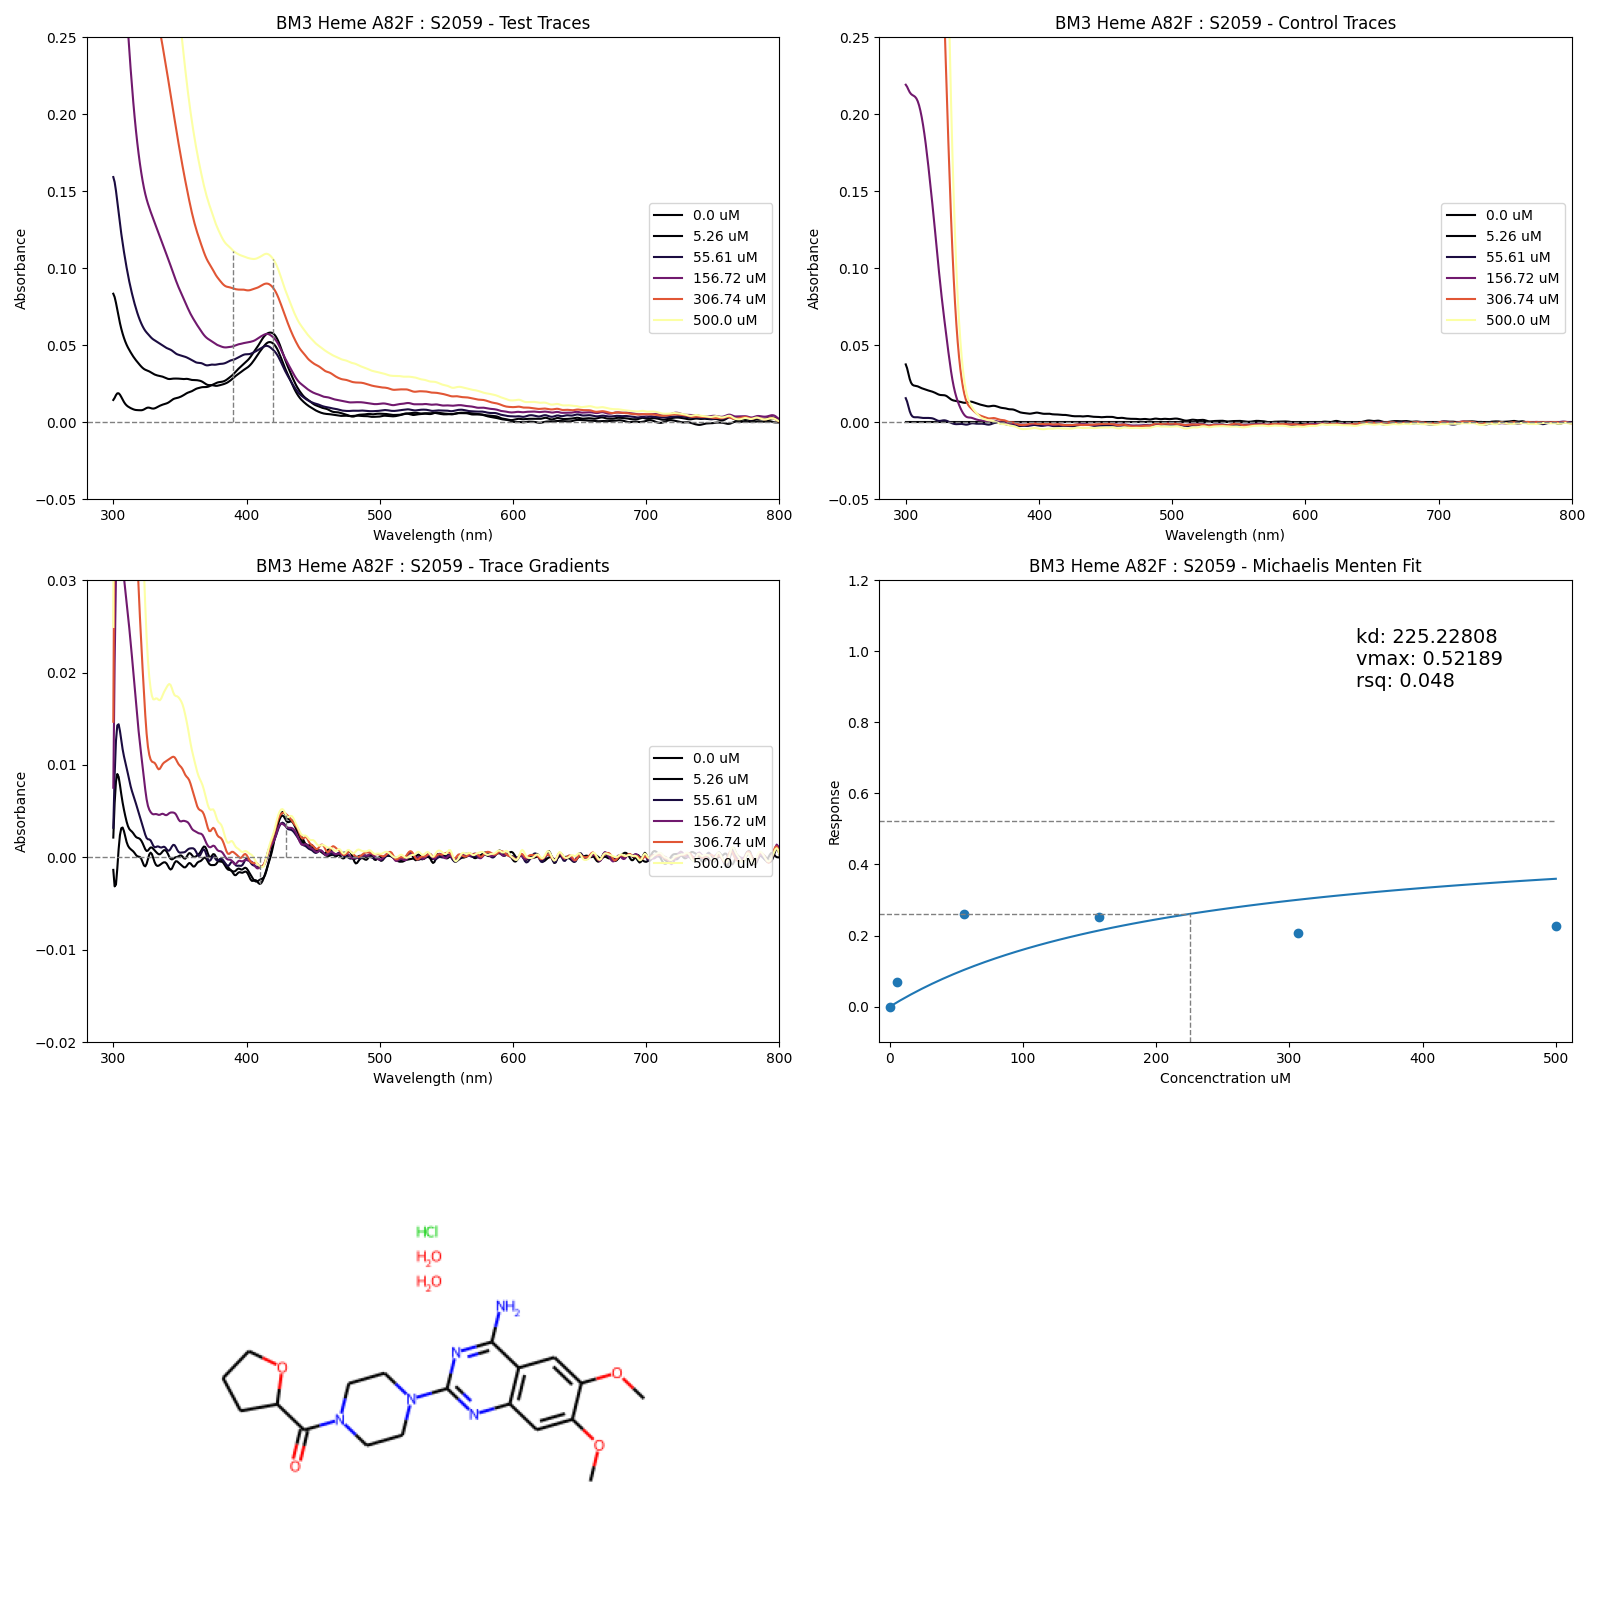 BM3 Heme A82F : S2059 - Test Traces
0.25
0.20
0.15
0.10
0.05
0.00
−0.05
Absorbance
300
400
500
600
700
800
Wavelength (nm)
0.0 uM
5.26 uM
55.61 uM
156.72 uM
306.74 uM
500.0 uM
BM3 Heme A82F : S2059 - Control Traces
0.25
0.20
0.15
0.10
0.05
0.00
−0.05
Absorbance
300
400
500
600
700
800
Wavelength (nm)
0.0 uM
5.26 uM
55.61 uM
156.72 uM
306.74 uM
500.0 uM
BM3 Heme A82F : S2059 - Trace Gradients
0.03
0.02
0.01
0.00
−0.01
−0.02
Absorbance
300
400
500
600
700
800
Wavelength (nm)
0.0 uM
5.26 uM
55.61 uM
156.72 uM
306.74 uM
500.0 uM
BM3 Heme A82F : S2059 - Michaelis Menten Fit
1.2
1.0
0.8
0.6
0.4
0.2
0.0
Response
0
100
200
300
400
500
Concenctration uM
kd: 225.22808
vmax: 0.52189
rsq: 0.048
HCl
H2O
H2O
NH2
N
O
O
N
N
N
O
O